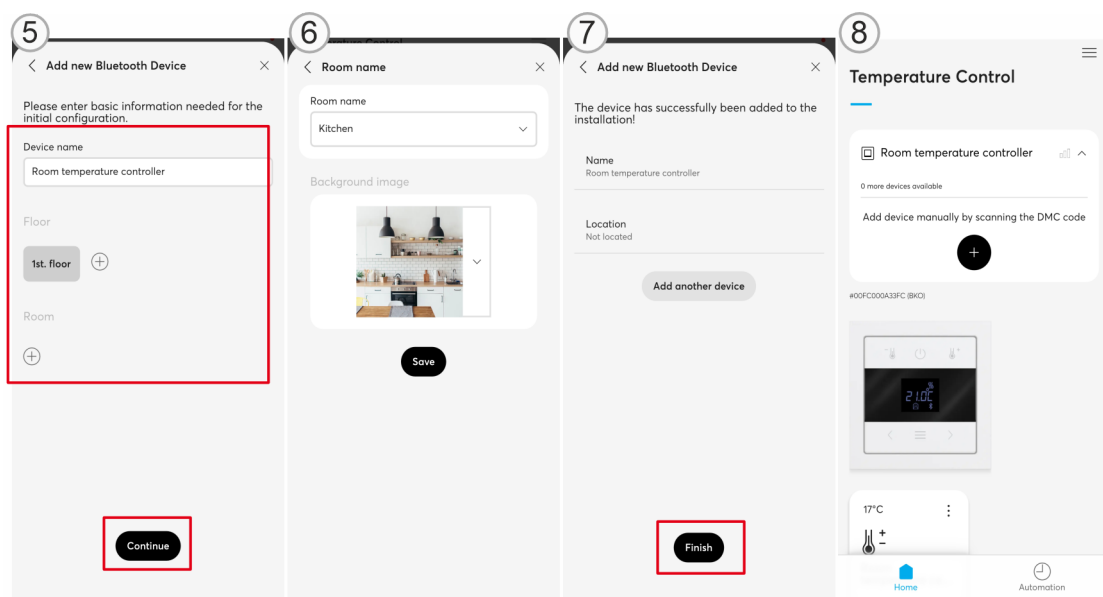 5
Add new Bluetooth Device
Please enter basic information needed for the
initial configuration.
Device name
Room temperature controller
Floor
1st. floor
Room
Continue
6
Room name
Room name
Kitchen
Background image
Save
7
Add new Bluetooth Device
The device has successfully been added to the
installation!
Name
Room temperature controller
Location
Not located
Add another device
Finish
8
Temperature Control
Room temperature controller
0 more devices available
Add device manually by scanning the DMC code
#00FC000A33FC (BKO)
21.0°C
17°C
Home
Automation